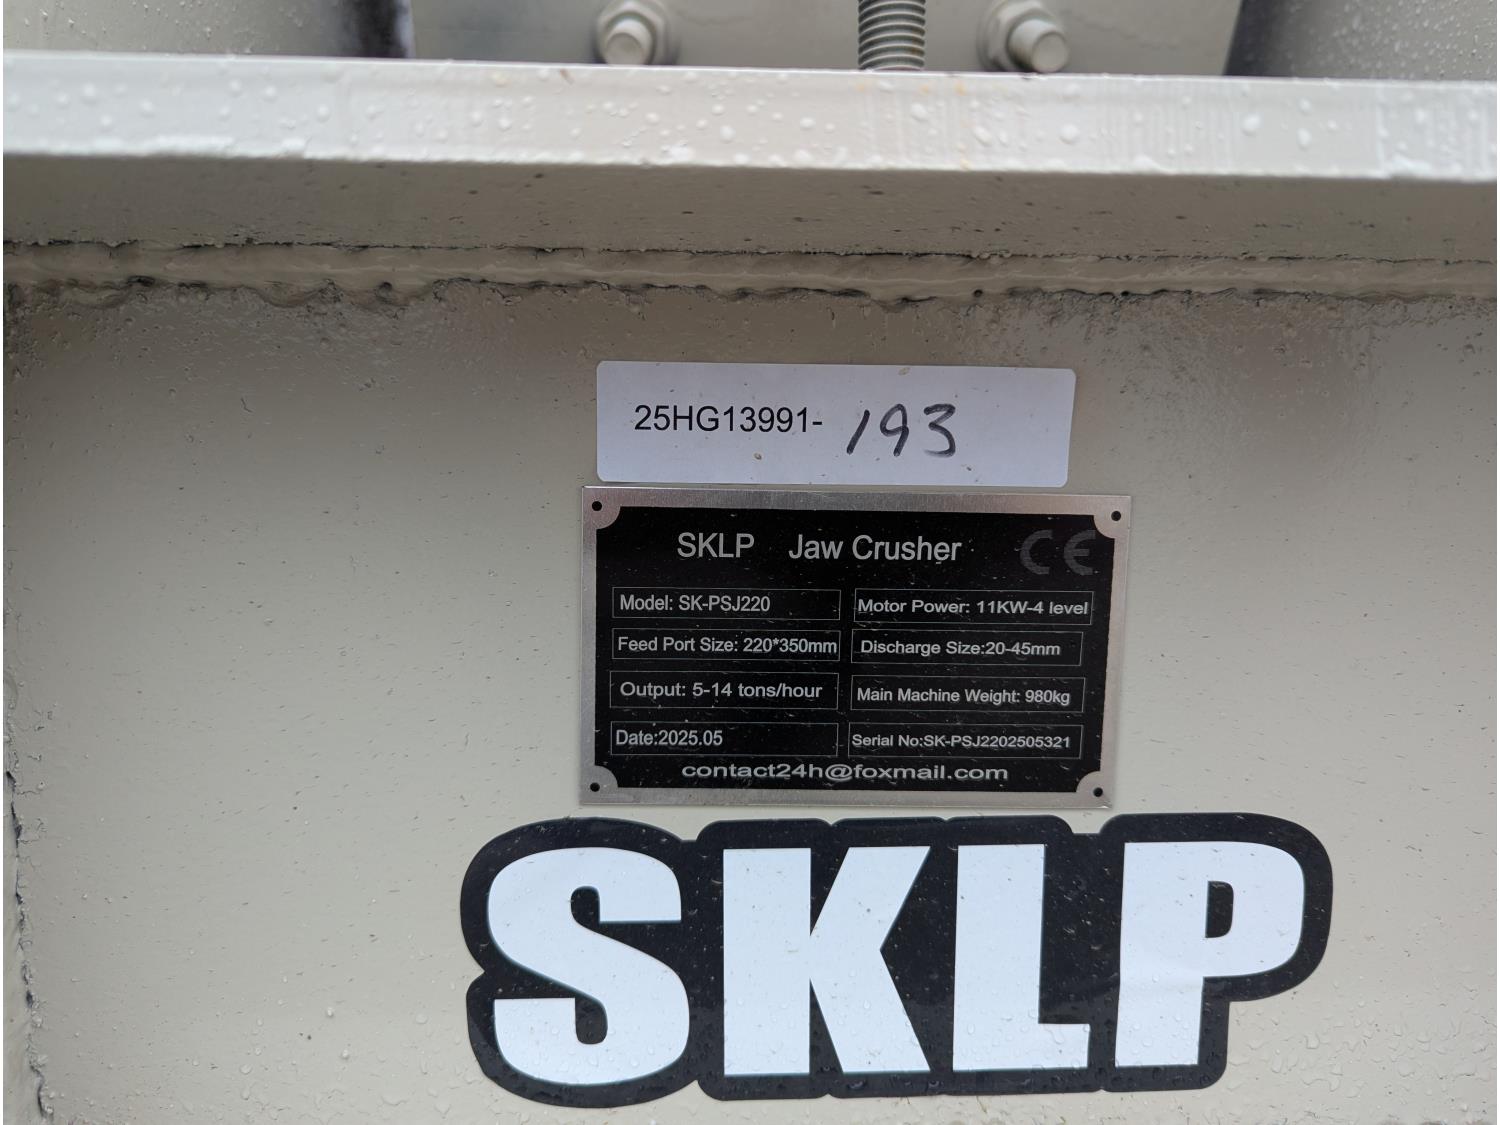 25HG13991- 193
SKLP Jaw Crusher CE
Model: SK-PSJ220
Motor Power: 11KW-4 level
Feed Port Size: 220*350mm
Discharge Size:20-45mm
Output: 5-14 tons/hour
Main Machine Weight: 980kg
Date:2025.05
Serial No:SK-PSJ2202505321
contact24h@foxmail.com
SKLP